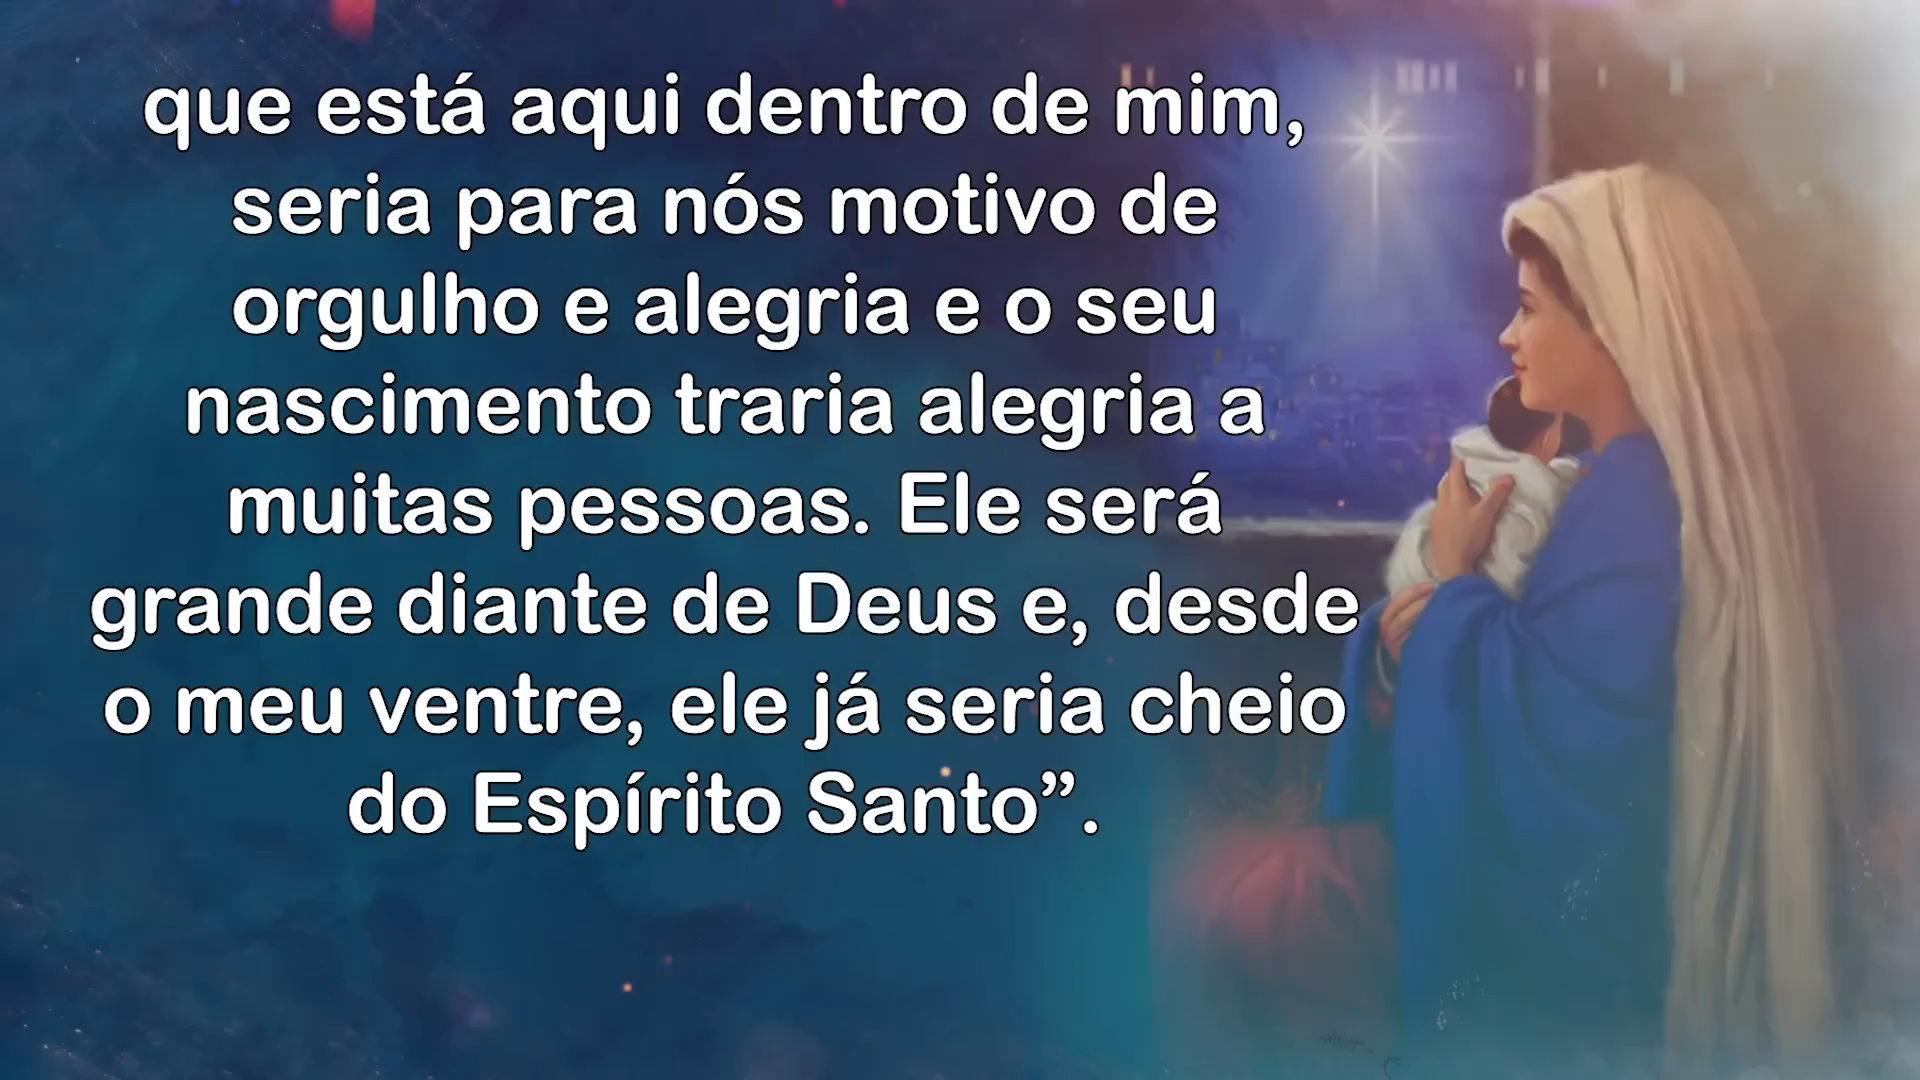 que está aqui dentro de mim,
seria para nós motivo de
orgulho e alegria e o seu
nascimento traria alegria a
muitas pessoas. Ele será
grande diante de Deus e, desde
o meu ventre, ele já seria cheio
do Espírito Santo”.